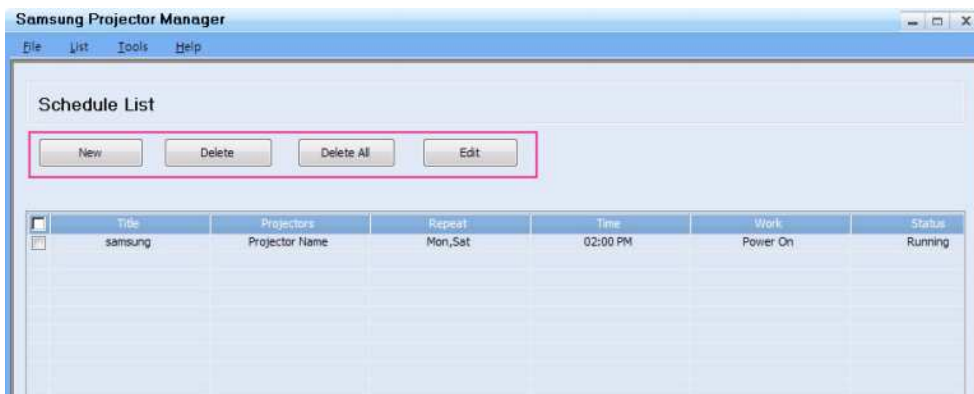 Samsung Projector Manager
File List Tools Help
Schedule List
New Delete Delete All Edit
Title Projectors Repeat Time Work Status
samsung Projector Name Mon,Sat 02:00 PM Power On Running